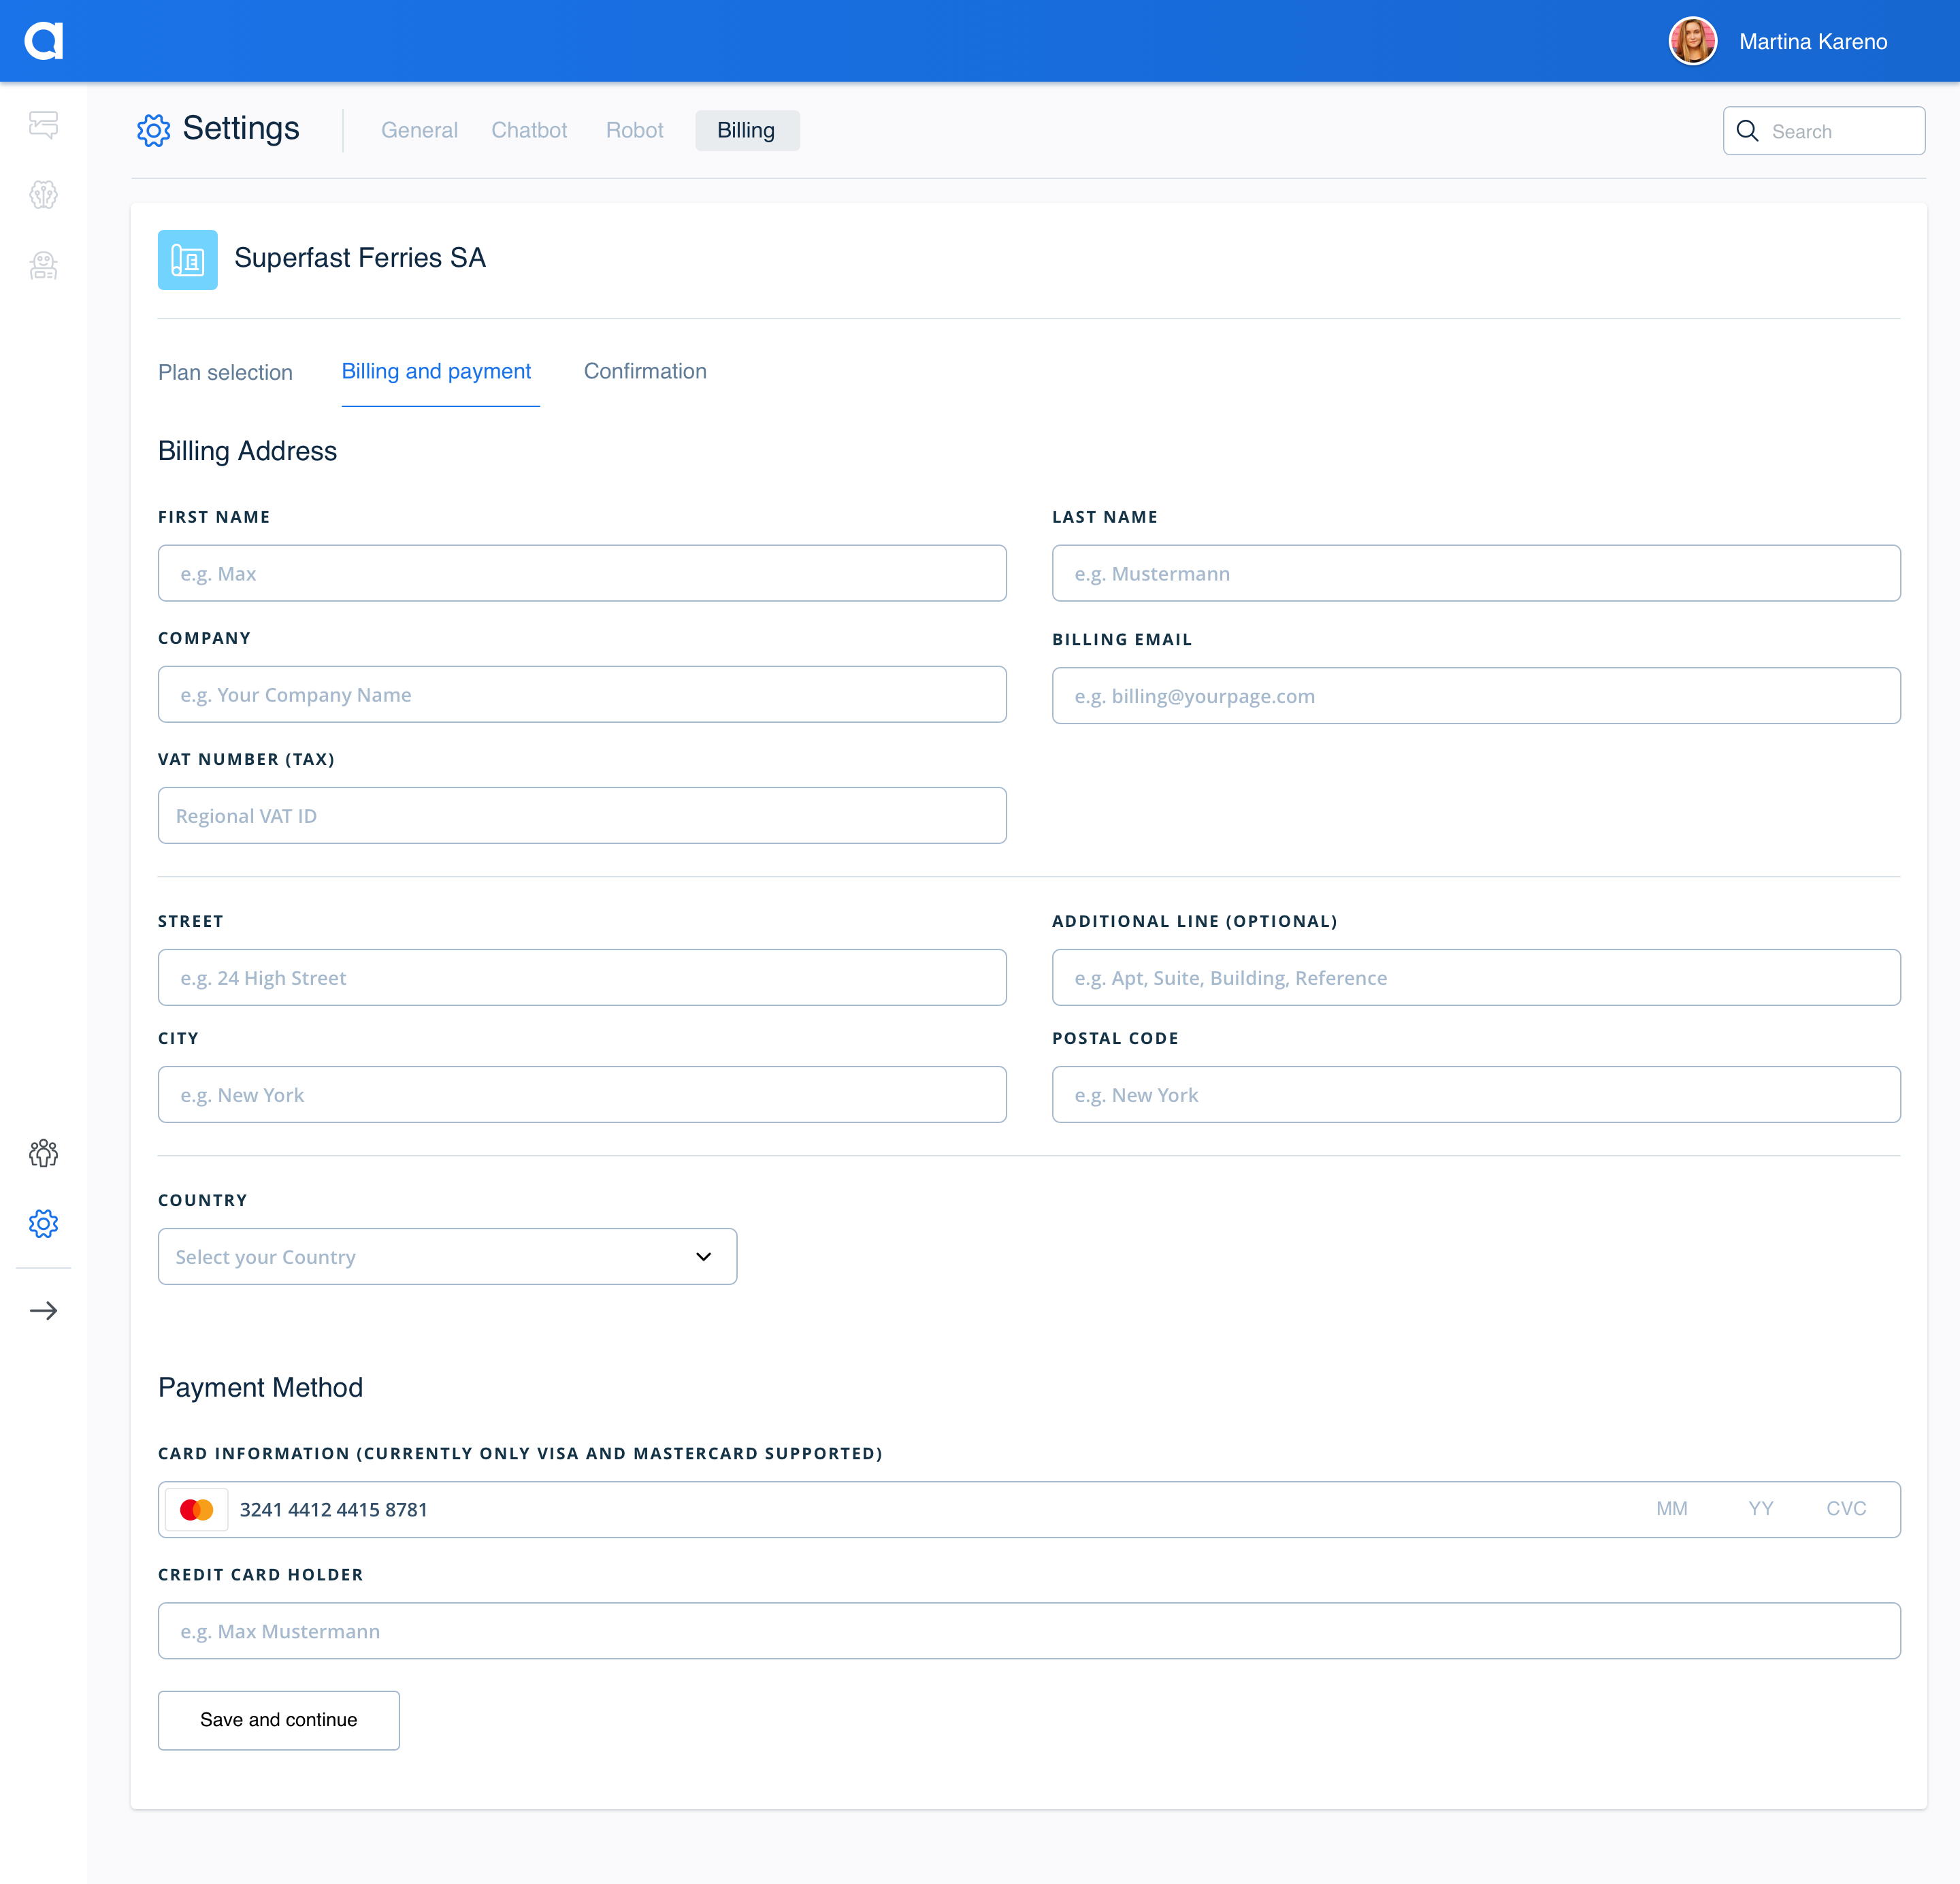 a
Martina Kareno
Settings
General Chatbot Robot Billing
Search
Superfast Ferries SA
Plan selection Billing and payment Confirmation
Billing Address
FIRST NAME LAST NAME
e.g. Max e.g. Mustermann
COMPANY BILLING EMAIL
e.g. Your Company Name e.g. billing@yourpage.com
VAT NUMBER (TAX)
Regional VAT ID
STREET ADDITIONAL LINE (OPTIONAL)
e.g. 24 High Street e.g. Apt, Suite, Building, Reference
CITY POSTAL CODE
e.g. New York e.g. New York
COUNTRY
Select your Country
Payment Method
CARD INFORMATION (CURRENTLY ONLY VISA AND MASTERCARD SUPPORTED)
3241 4412 4415 8781 MM YY CVC
CREDIT CARD HOLDER
e.g. Max Mustermann
Save and continue